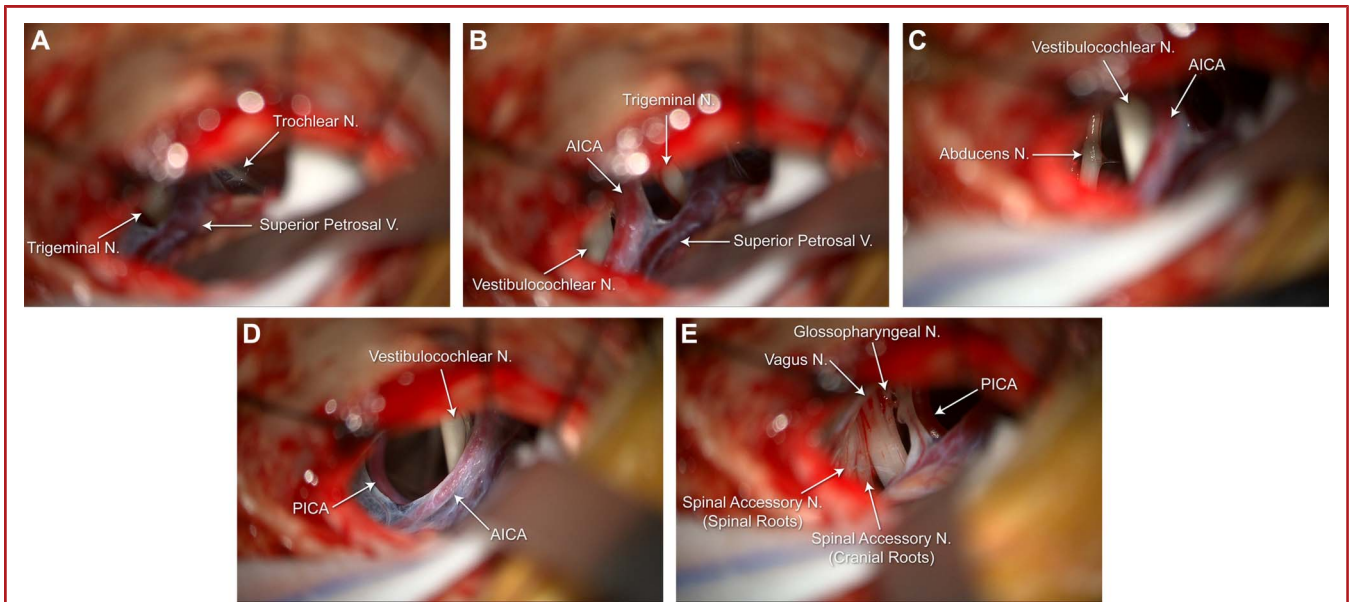 A
Trochlear N.
Superior Petrosal V.
Trigeminal N.
B
Trigeminal N.
AICA
Superior Petrosal V.
Vestibulocochlear N.
C
Vestibulocochlear N.
AICA
Abducens N.
D
Vestibulocochlear N.
PICA
AICA
E
Glossopharyngeal N.
Vagus N.
PICA
Spinal Accessory N.
(Spinal Roots)
Spinal Accessory N.
(Cranial Roots)